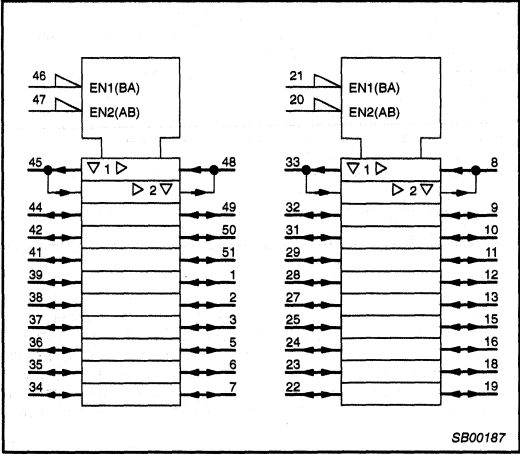 46 EN1(BA) 21 EN1(BA)
47 EN2(AB) 20 EN2(AB)
45 ▽ 1 ▷ 48 33 ▽ 1 ▷ 8
▷ 2 ▽ ▷ 2 ▽
44 49 32 9
42 50 31 10
41 51 29 11
39 1 28 12
38 2 27 13
37 3 25 15
36 5 24 16
35 6 23 18
34 7 22 19
SB00187